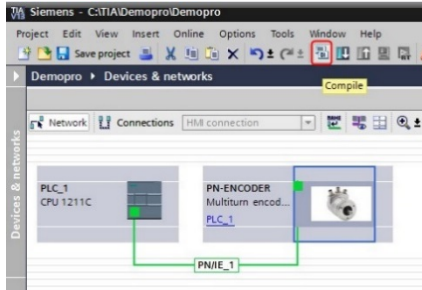 Siemens - C:\TIA\Demopro\Demopro
Project Edit View Insert Online Options Tools Window Help
Save project
Demopro Devices & networks
Compile
Network Connections HMI connection
Devices & networks
PLC_1
CPU 1211C
PN-ENCODER
Multiturn encod...
PLC_1
PN/IE_1